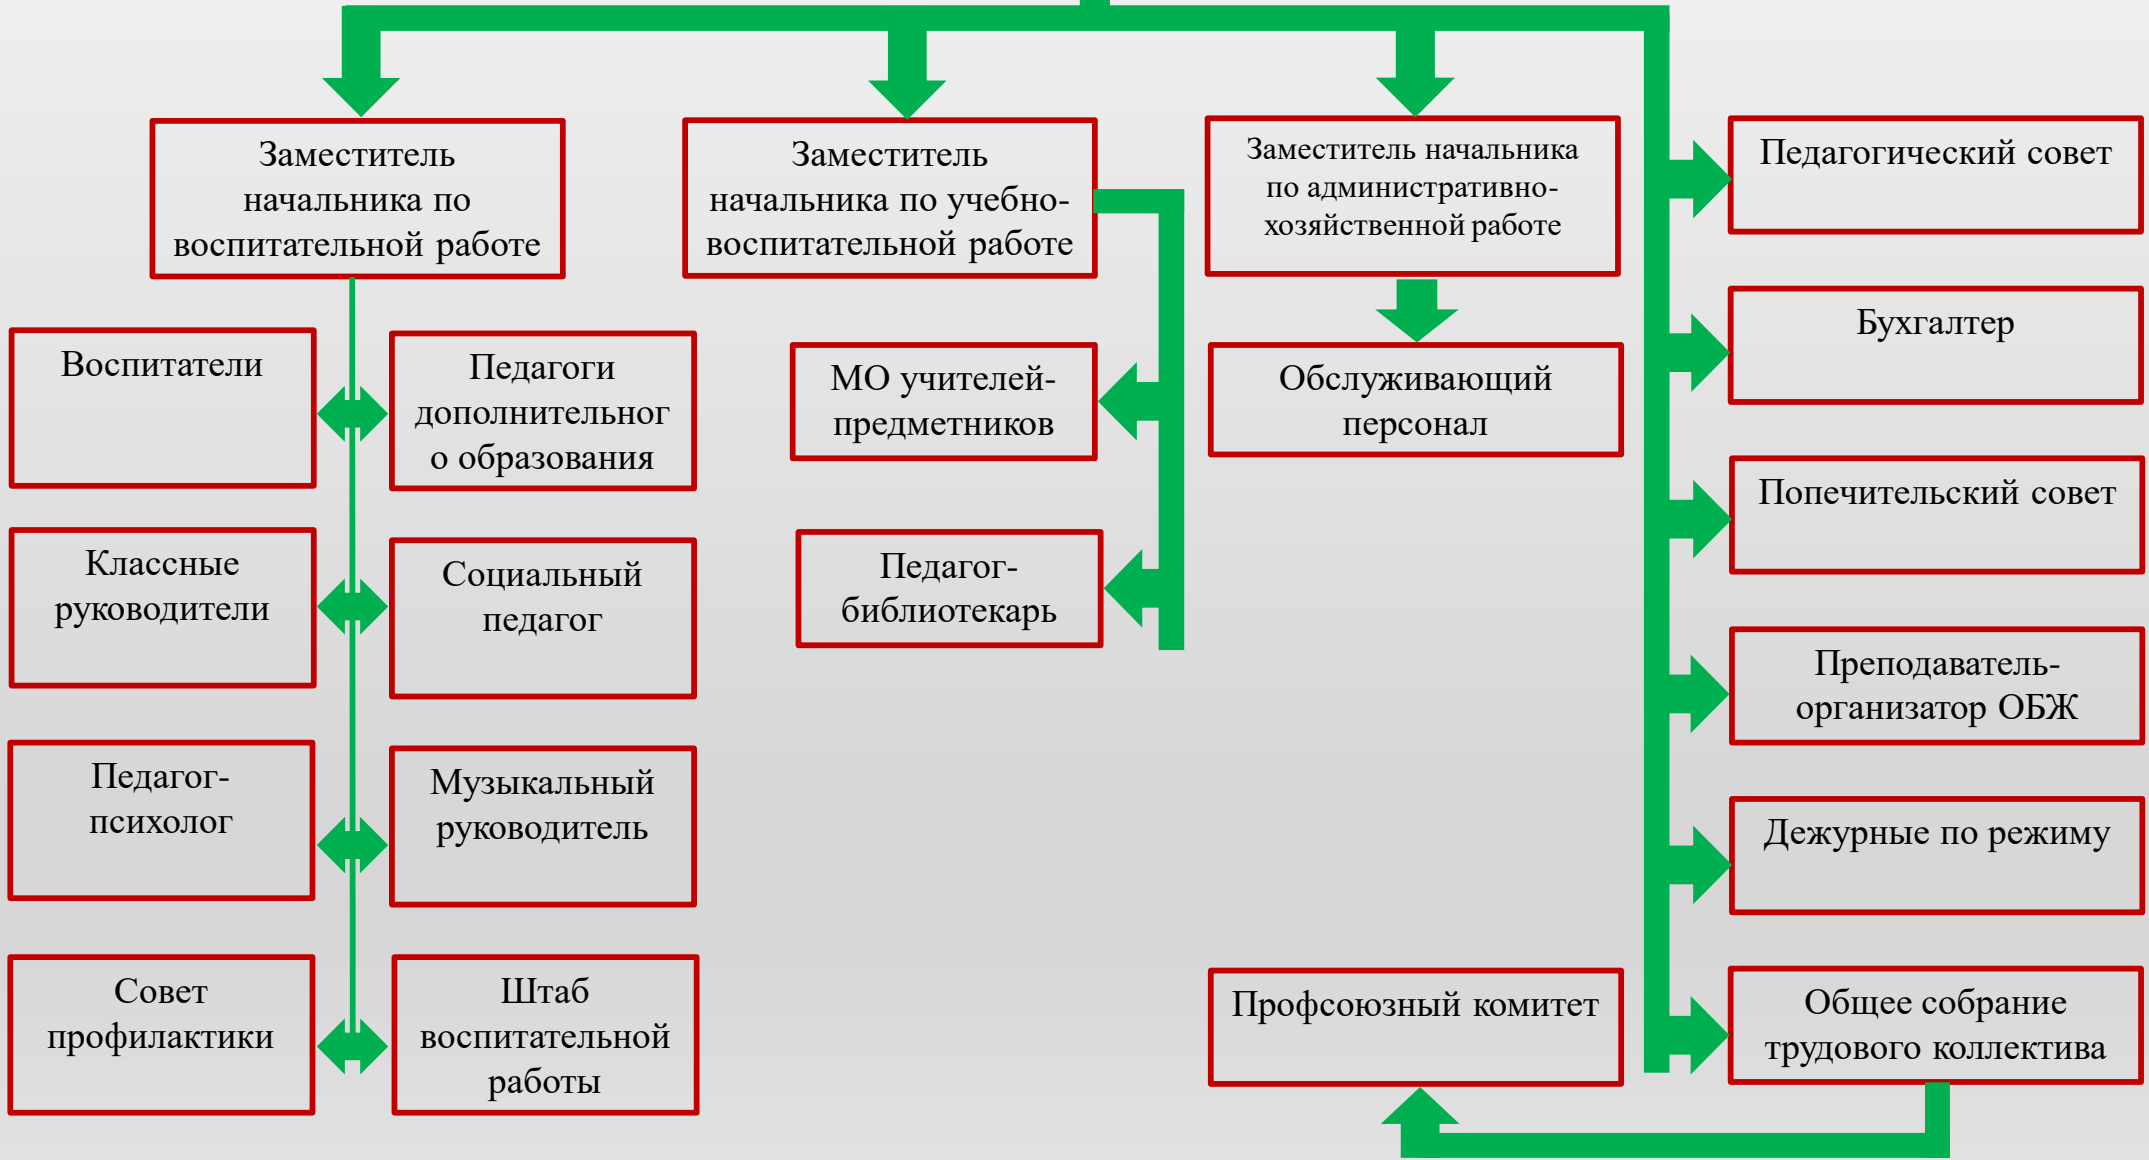 Заместитель
начальника по
воспитательной работе
Заместитель
начальника по учебно-
воспитательной работе
Заместитель начальника
по административно-
хозяйственной работе
Педагогический совет
Бухгалтер
Воспитатели
Педагоги
дополнительног
о образования
МО учителей-
предметников
Обслуживающий
персонал
Попечительский совет
Классные
руководители
Социальный
педагог
Педагог-
библиотекарь
Преподаватель-
организатор ОБЖ
Педагог-
психолог
Музыкальный
руководитель
Дежурные по режиму
Совет
профилактики
Штаб
воспитательной
работы
Профсоюзный комитет
Общее собрание
трудового коллектива